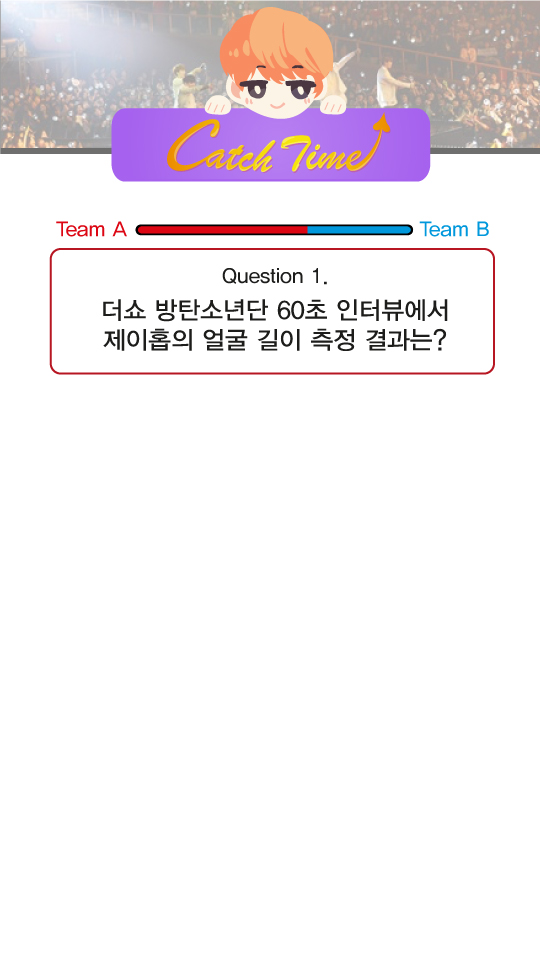 Catch Time
Team A
Team B
Question 1.
더쇼 방탄소년단 60초 인터뷰에서
제이홉의 얼굴 길이 측정 결과는?